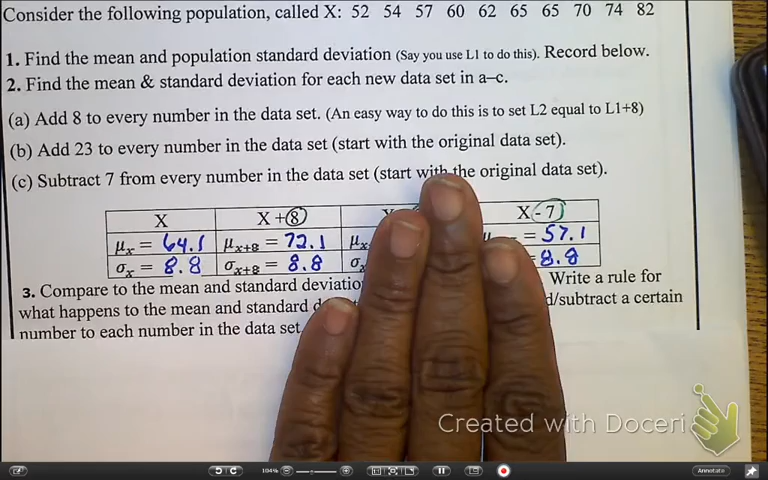 Consider the following population, called X: 52 54 57 60 62 65 65 70 74 82
1. Find the mean and population standard deviation (Say you use L1 to do this). Record below.
2. Find the mean & standard deviation for each new data set in a–c.
(a) Add 8 to every number in the data set. (An easy way to do this is to set L2 equal to L1+8)
(b) Add 23 to every number in the data set (start with the original data set).
(c) Subtract 7 from every number in the data set (start with the original data set).
X X +8 X - 7
μx = 64.1 μx+8 = 72.1 μx = 57.1
σx = 8.8 σx+8 = 8.8 σx 8.8
3. Compare to the mean and standard Write a rule for
what happens to the mean and standard d/subtract a certain
number to each number in the data set
Created with Doceri
104%
Annotate